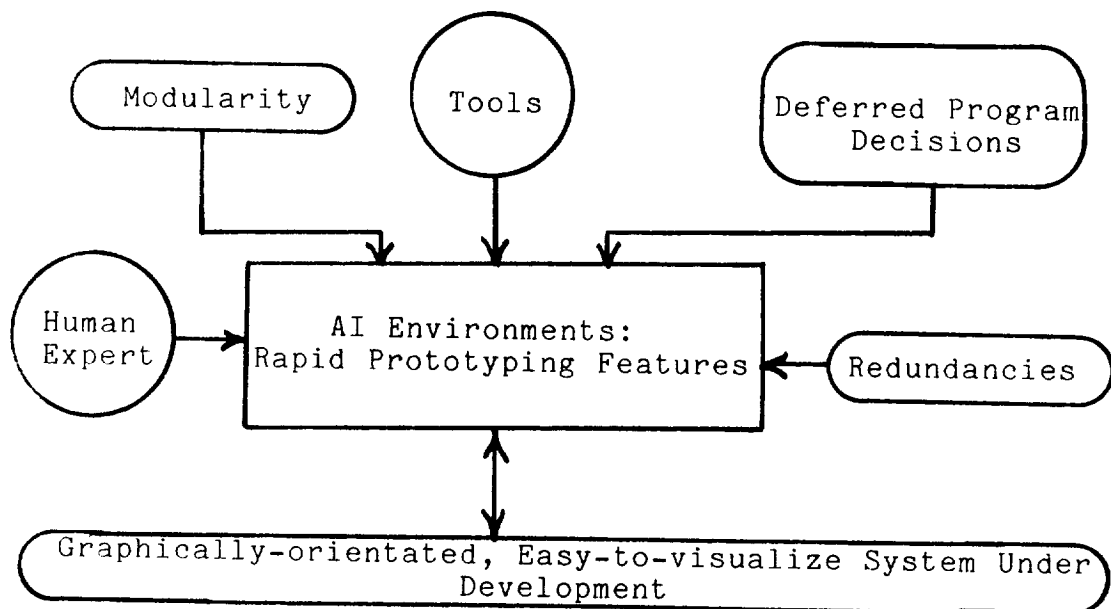 Modularity
Tools
Deferred Program
Decisions
Human
Expert
AI Environments:
Rapid Prototyping Features
Redundancies
Graphically-orientated, Easy-to-visualize System Under
Development